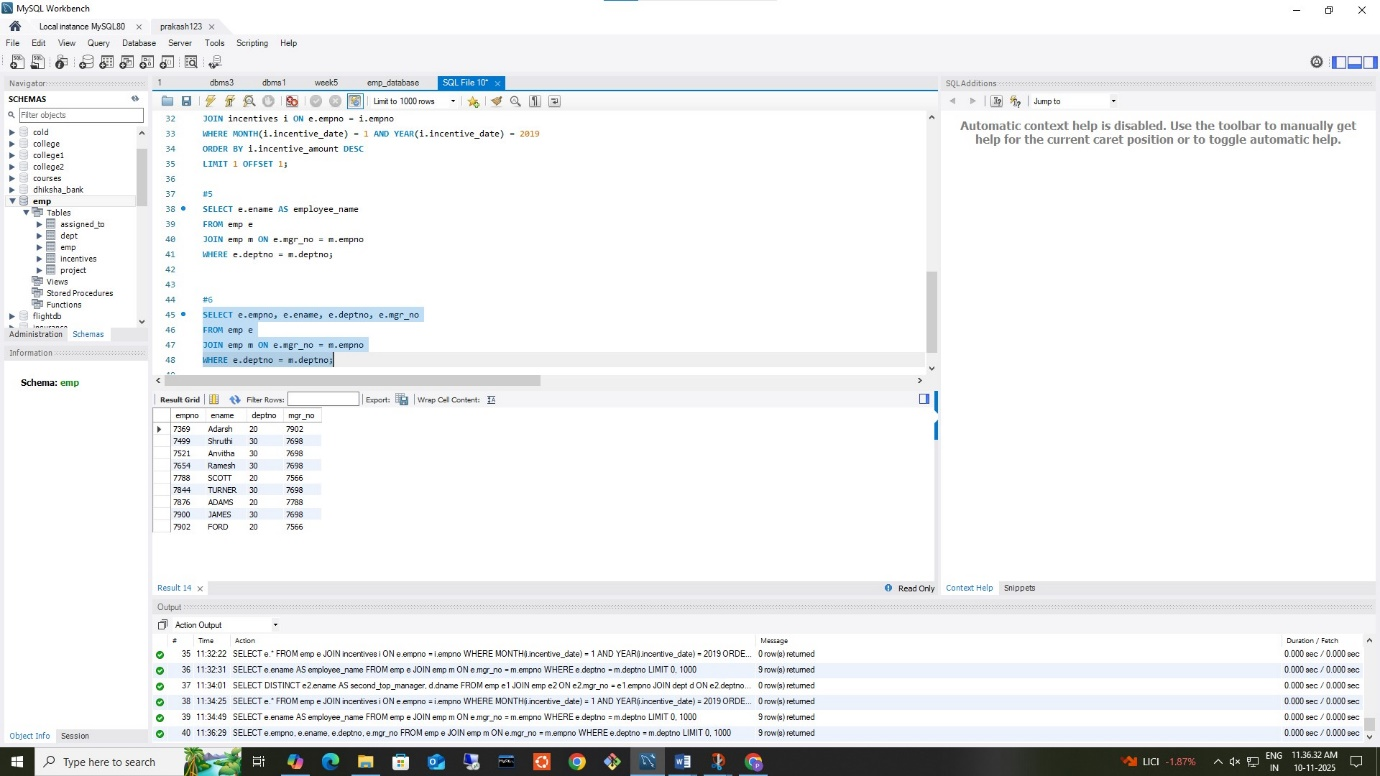 MySQL Workbench
Local instance MySQL80 × prakash123 ×
File Edit View Query Database Server Tools Scripting Help
Navigator
SCHEMAS
Filter objects
cold
college
college1
college2
courses
dhiksha_bank
emp
Tables
assigned_to
dept
emp
incentives
project
Views
Stored Procedures
Functions
flightdb
Administration Schemas
Information
Schema: emp
Object Info Session
1 dbms3 dbms1 week5 emp_database SQL File 10* ×
Limit to 1000 rows
32 JOIN incentives i ON e.empno = i.empno
33 WHERE MONTH(i.incentive_date) = 1 AND YEAR(i.incentive_date) = 2019
34 ORDER BY i.incentive_amount DESC
35 LIMIT 1 OFFSET 1;
36
37 #5
38 SELECT e.ename AS employee_name
39 FROM emp e
40 JOIN emp m ON e.mgr_no = m.empno
41 WHERE e.deptno = m.deptno;
42
43
44 #6
45 SELECT e.empno, e.ename, e.deptno, e.mgr_no
46 FROM emp e
47 JOIN emp m ON e.mgr_no = m.empno
48 WHERE e.deptno = m.deptno;
Result Grid Filter Rows: Export: Wrap Cell Content:
empno ename deptno mgr_no
7369 Adarsh 20 7902
7499 Shruthi 30 7698
7521 Anvitha 30 7698
7654 Ramesh 30 7698
7788 SCOTT 20 7566
7844 TURNER 30 7698
7876 ADAMS 20 7788
7900 JAMES 30 7698
7902 FORD 20 7566
Result 14 × Read Only
SQL Additions
Jump to
Automatic context help is disabled. Use the toolbar to manually get
help for the current caret position or to toggle automatic help.
Context Help Snippets
Output
Action Output
# Time Action Message Duration / Fetch
35 11:32:22 SELECT e.* FROM emp e JOIN incentives i ON e.empno = i.empno WHERE MONTH(i.incentive_date) = 1 AND YEAR(i.incentive_date) = 2019 ORDE... 0 row(s) returned 0.000 sec / 0.000 sec
36 11:32:31 SELECT e.ename AS employee_name FROM emp e JOIN emp m ON e.mgr_no = m.empno WHERE e.deptno = m.deptno LIMIT 0, 1000 9 row(s) returned 0.000 sec / 0.000 sec
37 11:34:01 SELECT DISTINCT e2.ename AS second_top_manager, d.dname FROM emp e1 JOIN emp e2 ON e2.mgr_no = e1.empno JOIN dept d ON e2.deptno... 0 row(s) returned 0.000 sec / 0.000 sec
38 11:34:25 SELECT e.* FROM emp e JOIN incentives i ON e.empno = i.empno WHERE MONTH(i.incentive_date) = 1 AND YEAR(i.incentive_date) = 2019 ORDE... 0 row(s) returned 0.000 sec / 0.000 sec
39 11:34:49 SELECT e.ename AS employee_name FROM emp e JOIN emp m ON e.mgr_no = m.empno WHERE e.deptno = m.deptno LIMIT 0, 1000 9 row(s) returned 0.000 sec / 0.000 sec
40 11:36:29 SELECT e.empno, e.ename, e.deptno, e.mgr_no FROM emp e JOIN emp m ON e.mgr_no = m.empno WHERE e.deptno = m.deptno LIMIT 0, 1000 9 row(s) returned 0.000 sec / 0.000 sec
Type here to search
LICI -1.87%
ENG
IN
11.36.32 AM
10-11-2025